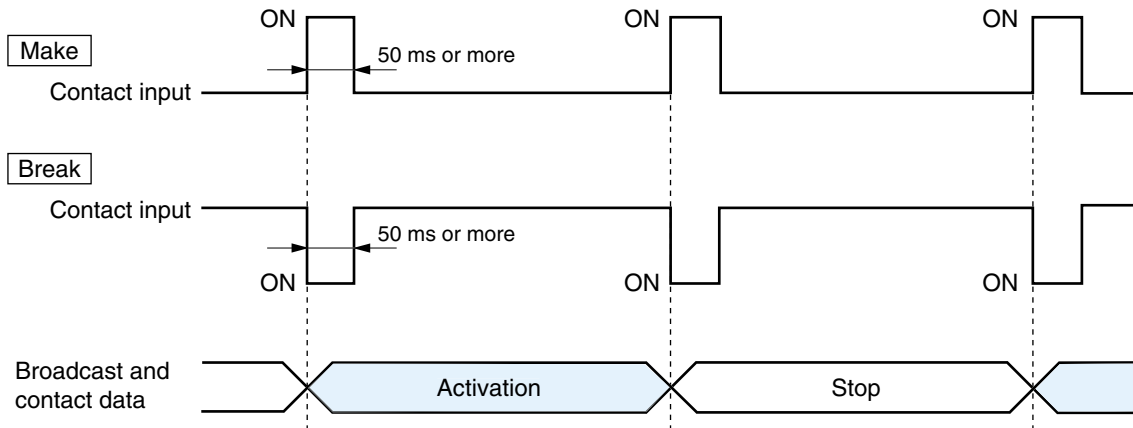 ON ON ON
Make
50 ms or more
Contact input
Break
Contact input
50 ms or more
ON ON ON
Broadcast and
contact data
Activation
Stop